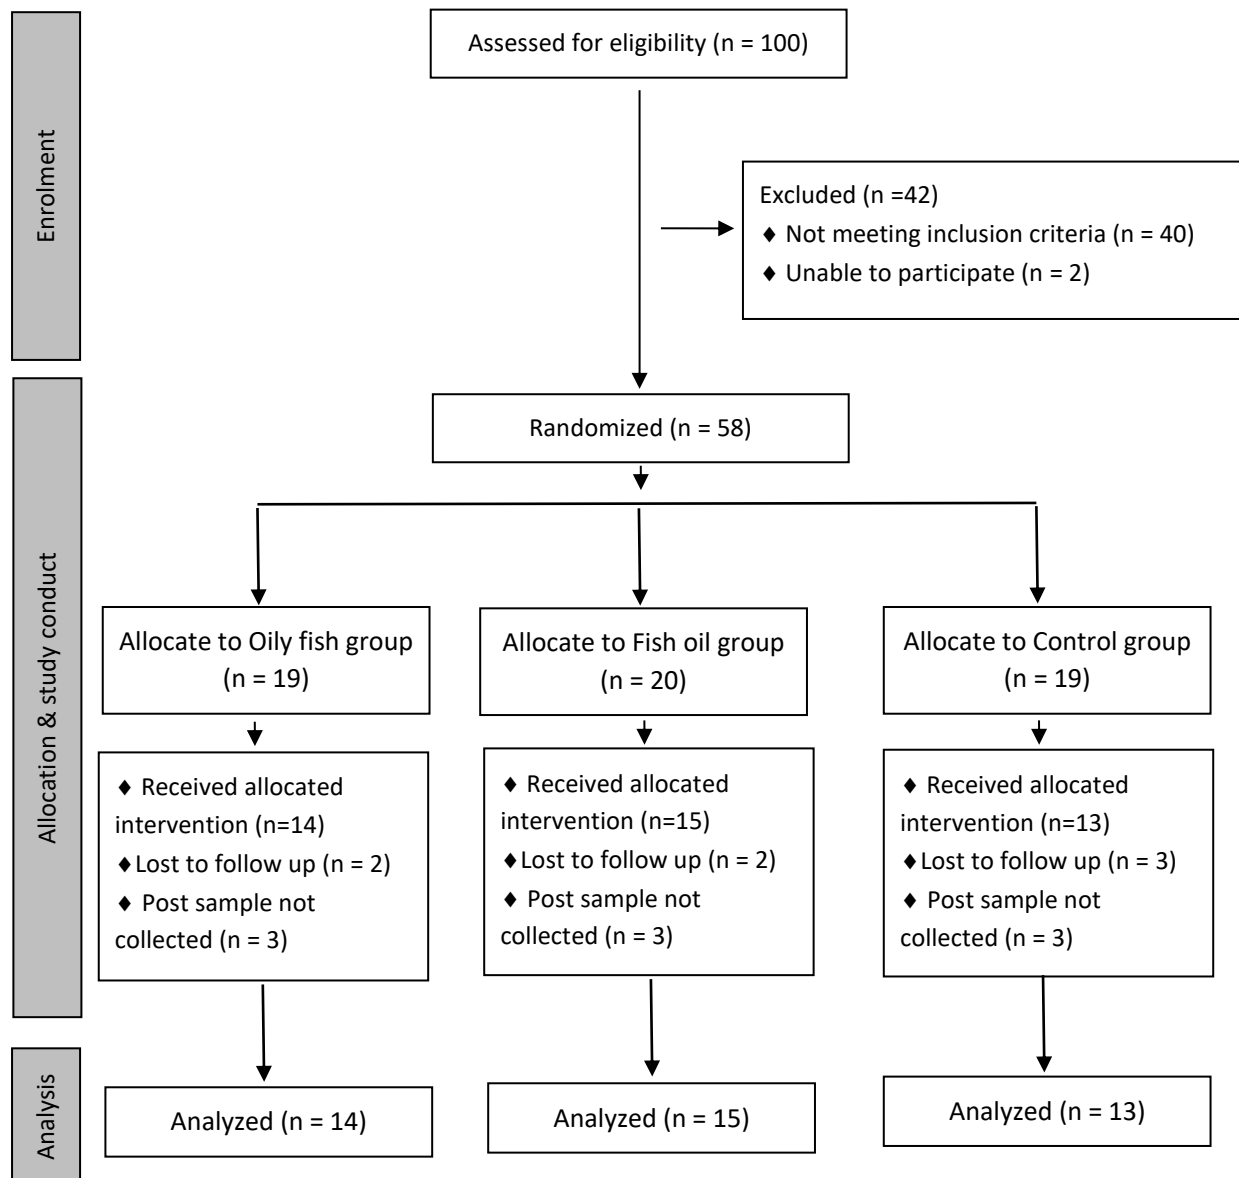 Enrolment
Assessed for eligibility (n = 100)
Excluded (n =42)
♦ Not meeting inclusion criteria (n = 40)
♦ Unable to participate (n = 2)
Allocation & study conduct
Randomized (n = 58)
Allocate to Oily fish group
(n = 19)
Allocate to Fish oil group
(n = 20)
Allocate to Control group
(n = 19)
♦ Received allocated
intervention (n=14)
♦Lost to follow up (n = 2)
♦ Post sample not
collected (n = 3)
♦ Received allocated
intervention (n=15)
♦Lost to follow up (n = 2)
♦ Post sample not
collected (n = 3)
♦ Received allocated
intervention (n=13)
♦Lost to follow up (n = 3)
♦ Post sample not
collected (n = 3)
Analysis
Analyzed (n = 14)
Analyzed (n = 15)
Analyzed (n = 13)